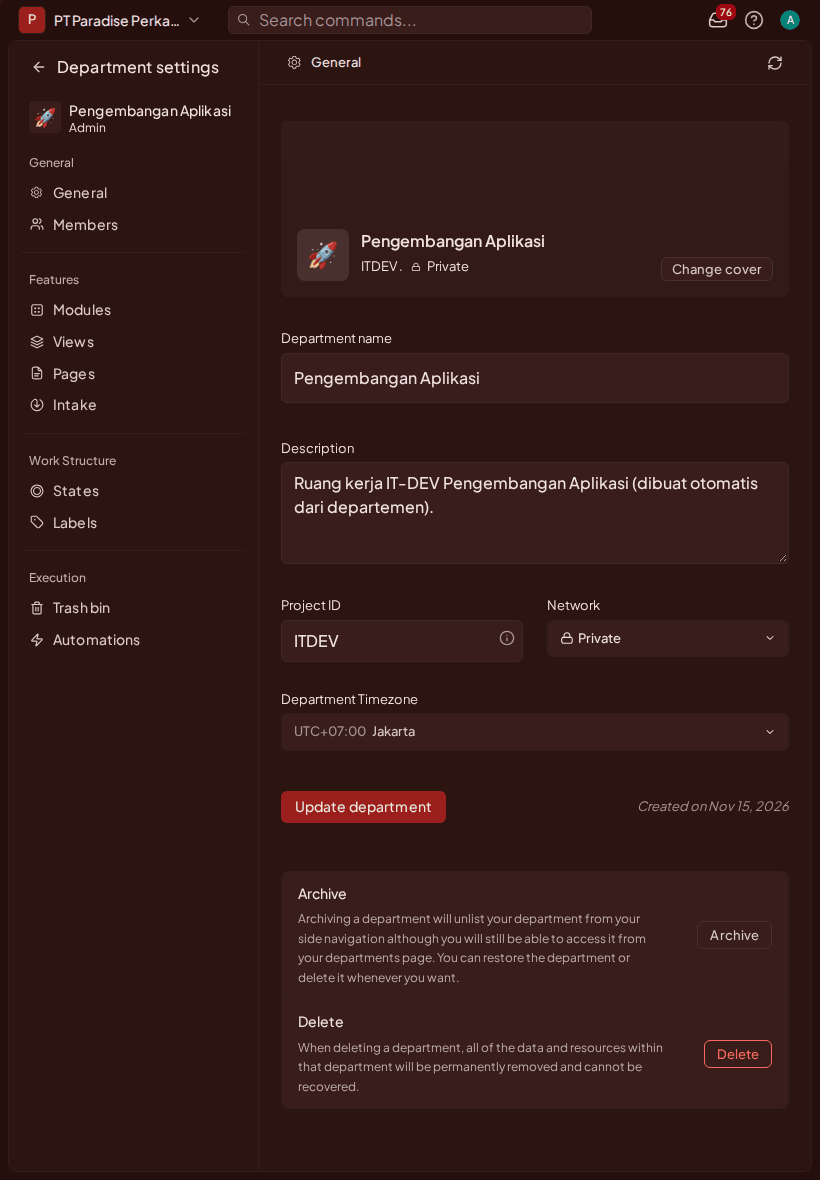 P PT Paradise Perka... Search commands... 76 A
Department settings
Pengembangan Aplikasi
Admin
General
General
Members
Features
Modules
Views
Pages
Intake
Work Structure
States
Labels
Execution
Trash bin
Automations
General
Pengembangan Aplikasi
ITDEV. Private
Change cover
Department name
Pengembangan Aplikasi
Description
Ruang kerja IT-DEV Pengembangan Aplikasi (dibuat otomatis
dari departemen).
Project ID
ITDEV
Network
Private
Department Timezone
UTC+07:00 Jakarta
Update department
Created on Nov 15, 2026
Archive
Archiving a department will unlist your department from your
side navigation although you will still be able to access it from
your departments page. You can restore the department or
delete it whenever you want.
Archive
Delete
When deleting a department, all of the data and resources within
that department will be permanently removed and cannot be
recovered.
Delete